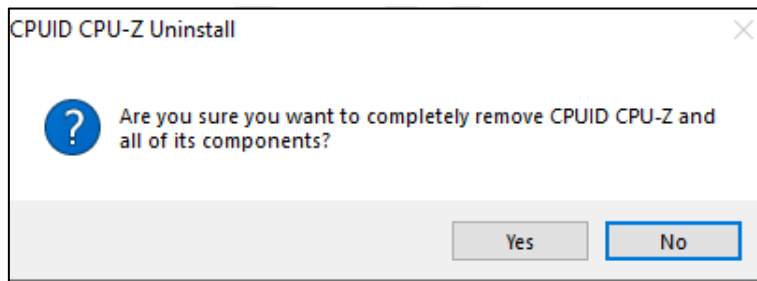 CPUID CPU-Z Uninstall
?
Are you sure you want to completely remove CPUID CPU-Z and
all of its components?
Yes
No